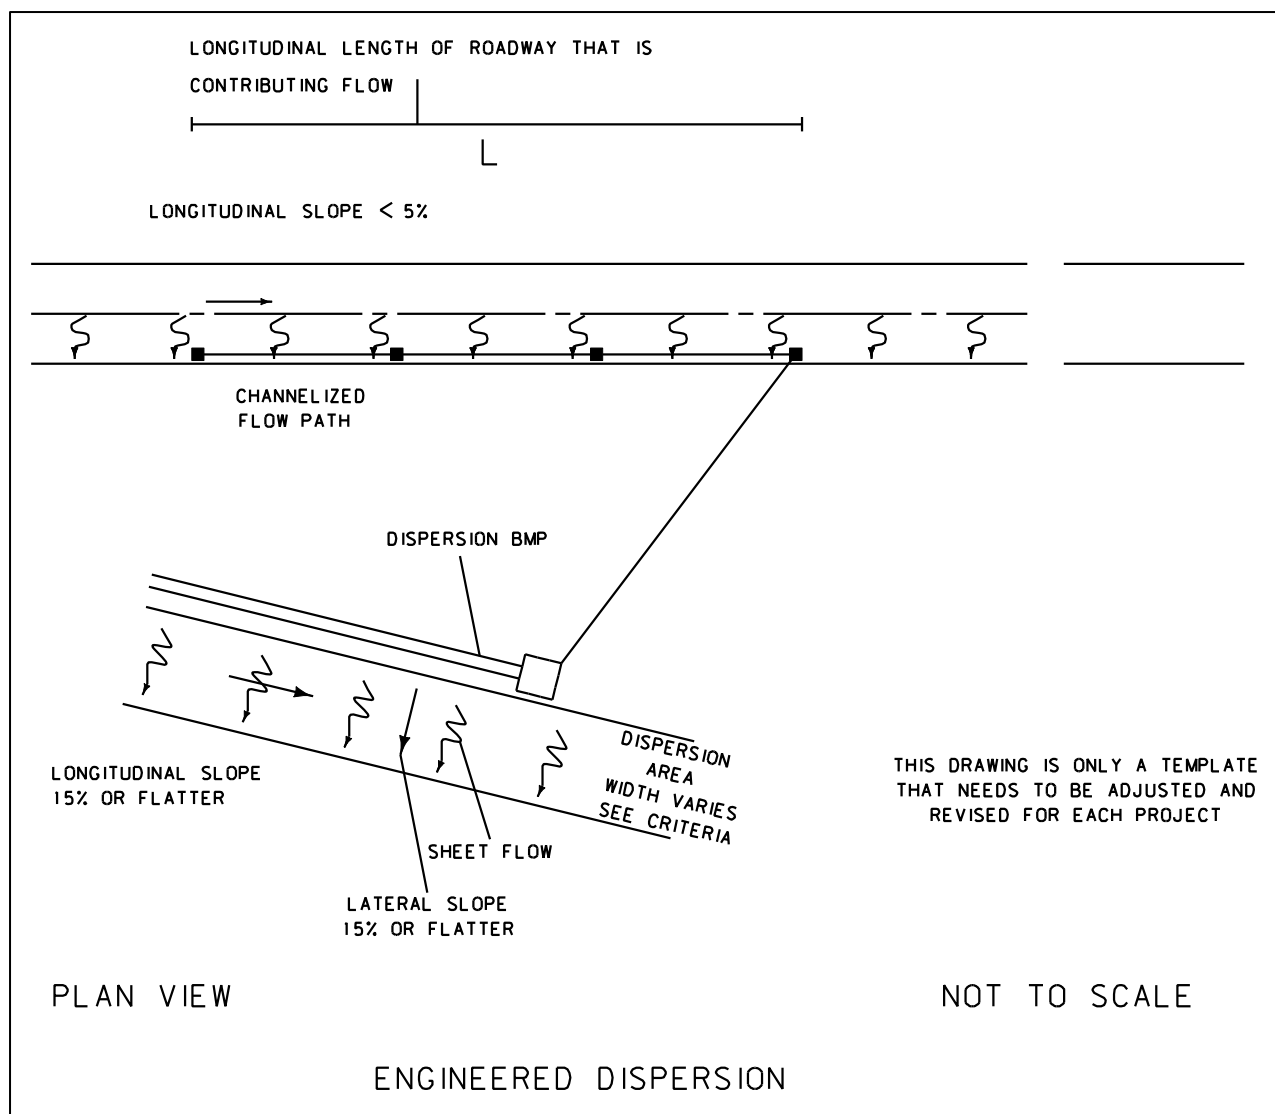 LONGITUDINAL LENGTH OF ROADWAY THAT IS
CONTRIBUTING FLOW
L
LONGITUDINAL SLOPE < 5%
CHANNELIZED
FLOW PATH
DISPERSION BMP
DISPERSION
AREA
WIDTH VARIES
SEE CRITERIA
LONGITUDINAL SLOPE
15% OR FLATTER
THIS DRAWING IS ONLY A TEMPLATE
THAT NEEDS TO BE ADJUSTED AND
REVISED FOR EACH PROJECT
SHEET FLOW
LATERAL SLOPE
15% OR FLATTER
PLAN VIEW
NOT TO SCALE
ENGINEERED DISPERSION